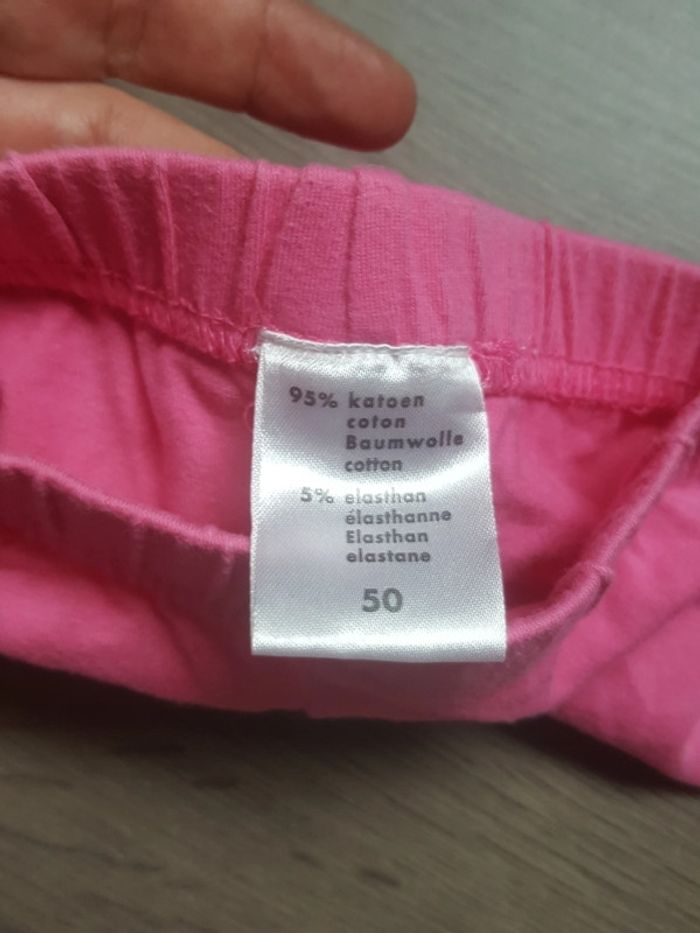 95% katoen
coton
Baumwolle
cotton
5% elasthan
élasthanne
Elasthan
elastane
50